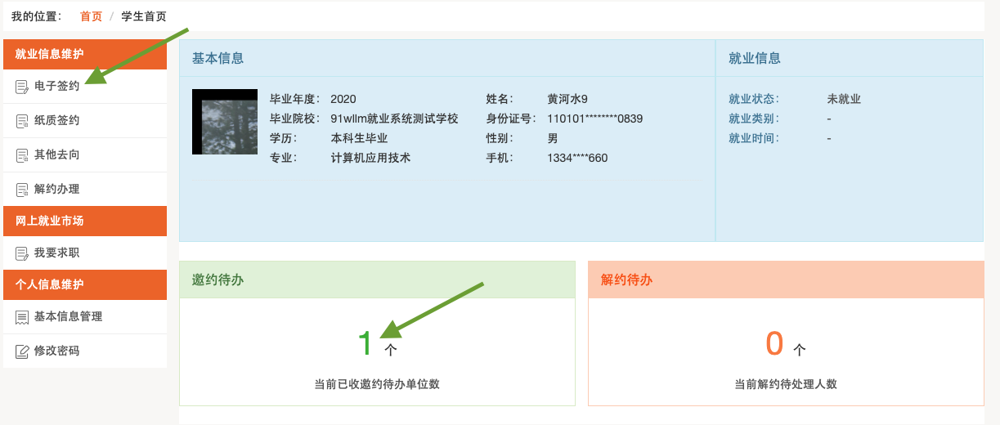 我的位置： 首页 / 学生首页
就业信息维护
电子签约
纸质签约
其他去向
解约办理
网上就业市场
我要求职
个人信息维护
基本信息管理
修改密码
基本信息
毕业年度： 2020 姓名： 黄河水9
毕业院校： 91wllm就业系统测试学校 身份证号： 110101********0839
学历： 本科生毕业 性别： 男
专业： 计算机应用技术 手机： 1334****660
就业信息
就业状态： 未就业
就业类别： -
就业时间： -
邀约待办
1 个
当前已收邀约待办单位数
解约待办
0 个
当前解约待处理人数